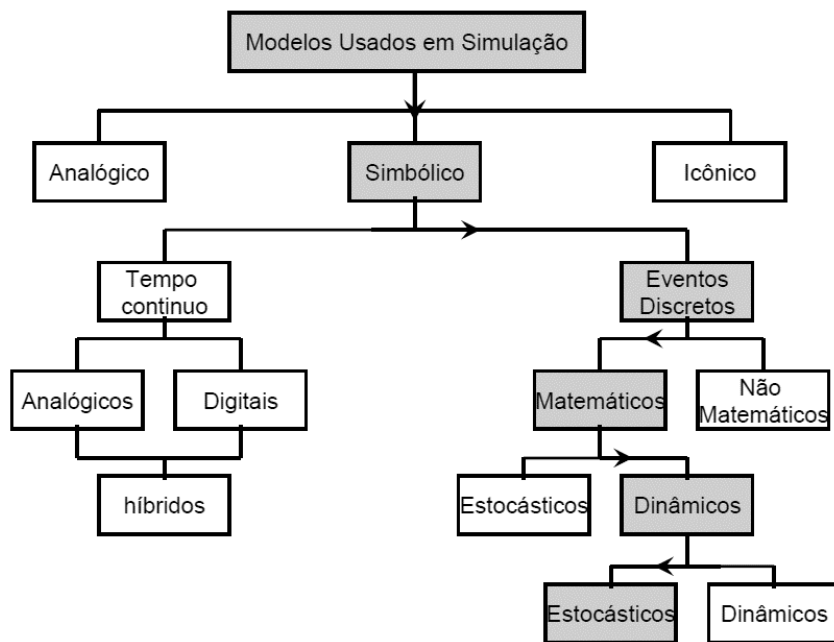 Modelos Usados em Simulação
Analógico
Simbólico
Icônico
Tempo
continuo
Eventos
Discretos
Analógicos
Digitais
Matemáticos
Não
Matemáticos
híbridos
Estocásticos
Dinâmicos
Estocásticos
Dinâmicos